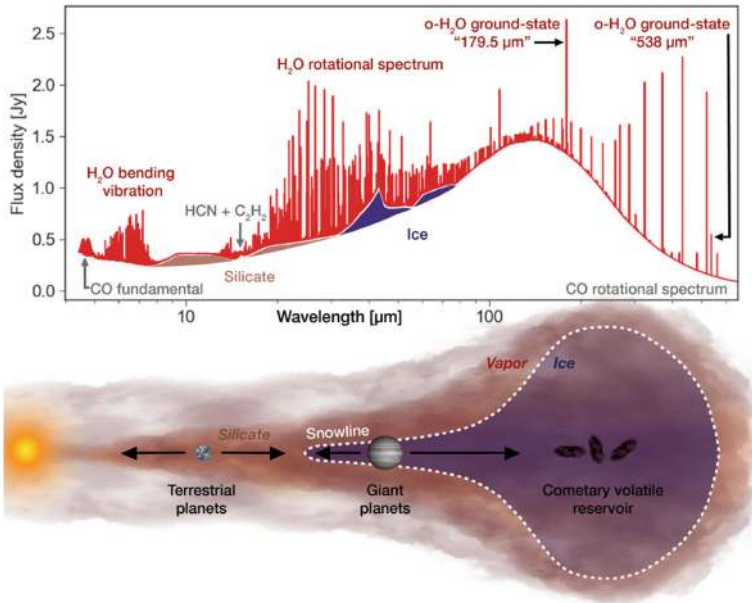 o-H₂O ground-state
"179.5 μm"
o-H₂O ground-state
"538 μm"
H₂O rotational spectrum
H₂O bending
vibration
HCN + C₂H₂
Ice
Silicate
CO fundamental
CO rotational spectrum
Flux density [Jy]
2.5
2.0
1.5
1.0
0.5
0.0
10
Wavelength [μm]
100
Vapor
Ice
Silicate
Snowline
Terrestrial
planets
Giant
planets
Cometary volatile
reservoir